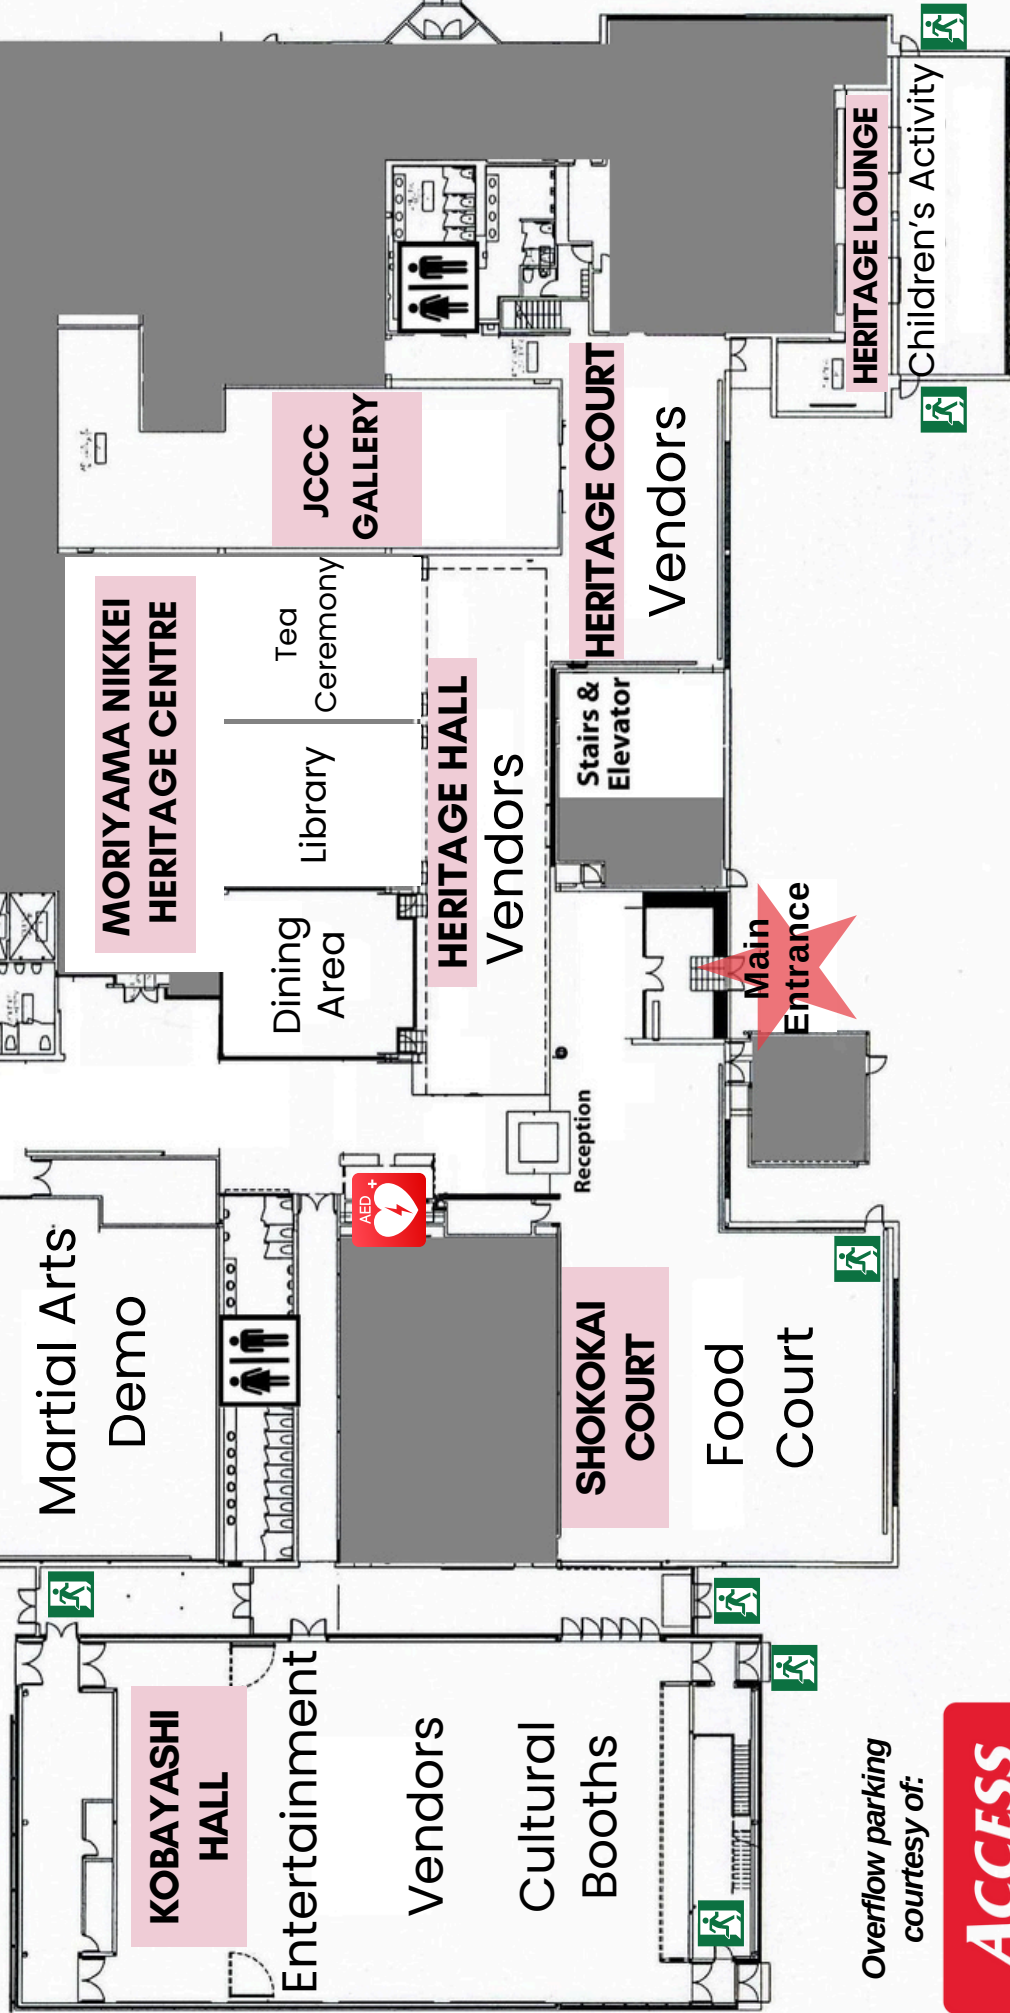 Martial Arts
Demo
KOBAYASHI
HALL
Entertainment
Vendors
Cultural
Booths
MORIYAMA NIKKEI
HERITAGE CENTRE
Dining
Area
Library
Tea
Ceremony
JCCC
GALLERY
HERITAGE HALL
Vendors
AED +
Reception
SHOKOKAI
COURT
Food
Court
Stairs &
Elevator
HERITAGE COURT
Vendors
Main
Entrance
HERITAGE LOUNGE
Children's Activity
Overflow parking
courtesy of:
ACCESS